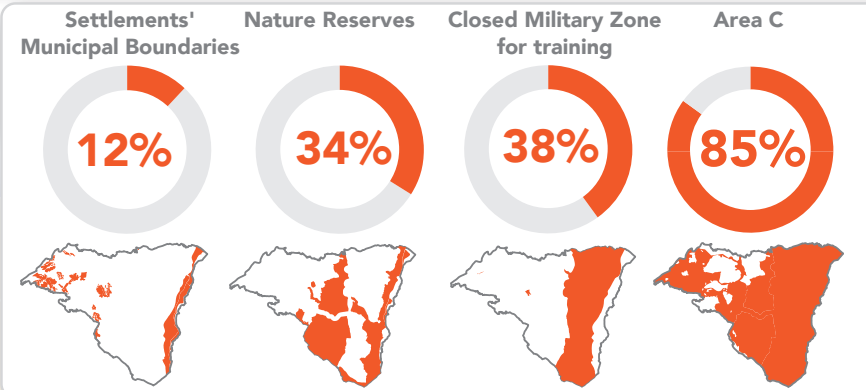 Settlements'
Municipal Boundaries
12%
Nature Reserves
34%
Closed Military Zone
for training
38%
Area C
85%